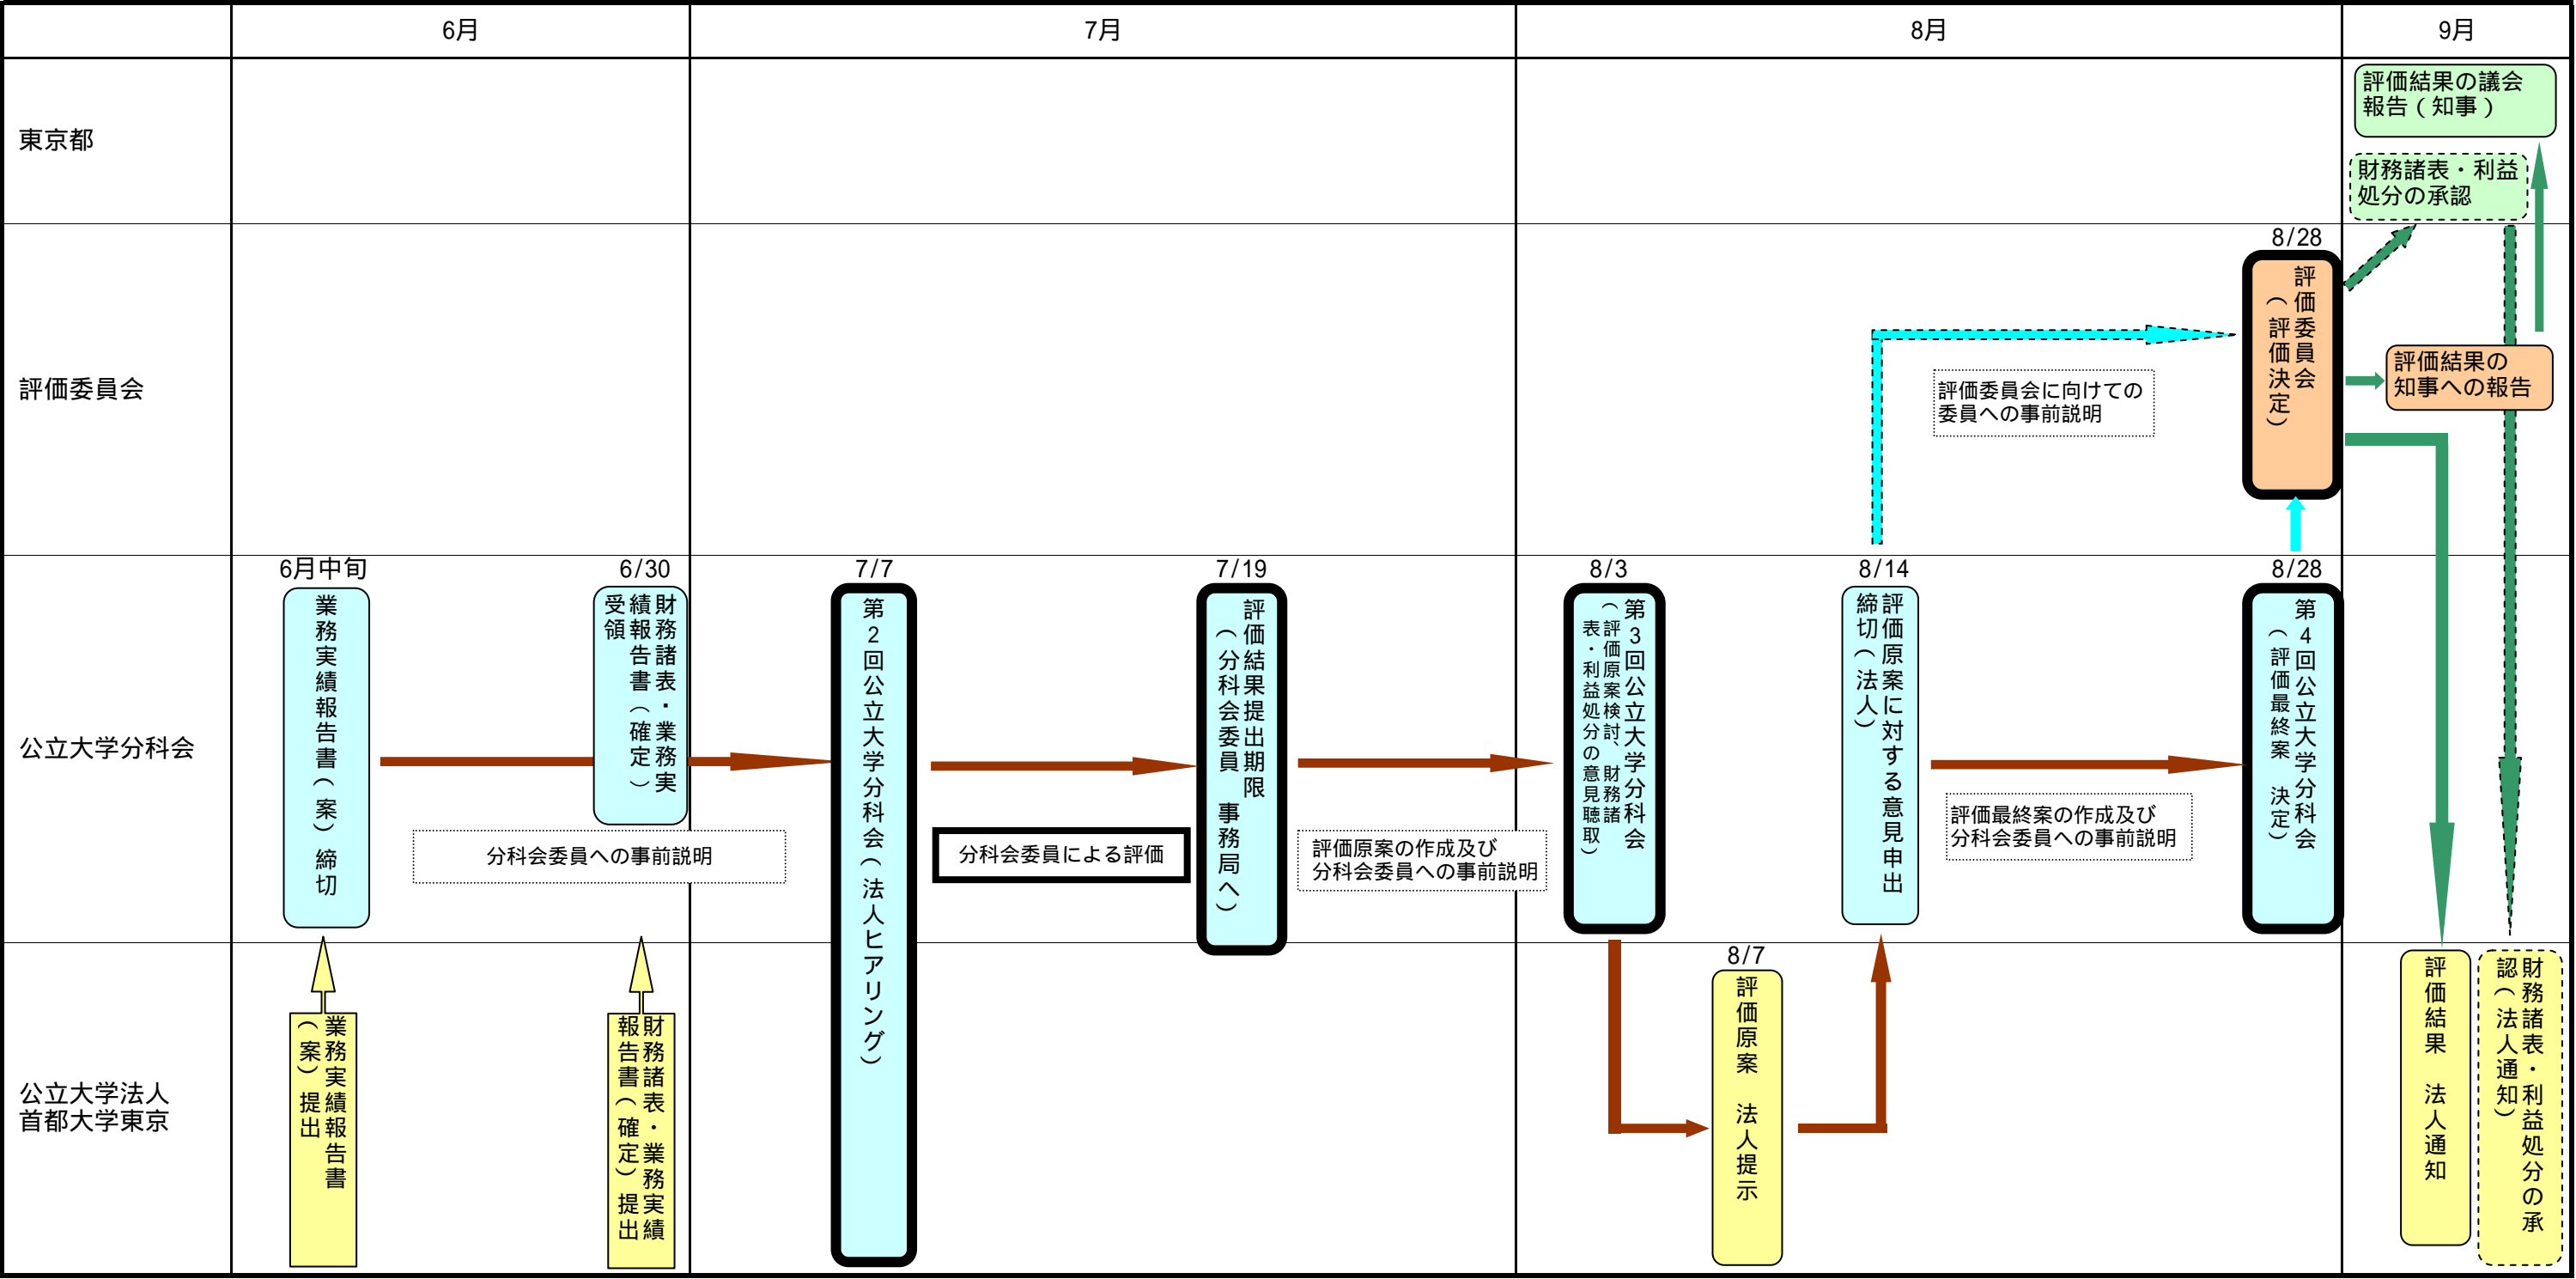 6月
7月
8月
9月
東京都
評価結果の議会
報告（知事）
財務諸表・利益
処分の承認
評価委員会
8/28
評価委員会
（評価決定）
評価委員会に向けての
委員への事前説明
評価結果の
知事への報告
公立大学分科会
6月中旬
業務実績報告書（案）締切
6/30
財務諸表・業務実
績報告書（確定）
受領
7/7
第２回公立大学分科会（法人ヒアリング）
7/19
評価結果提出期限
（分科会委員　事務局へ）
8/3
第３回公立大学分科会
（評価原案検討、財務諸
表・利益処分の意見聴取）
8/14
評価原案に対する意見申出
締切（法人）
8/28
第４回公立大学分科会
（評価最終案　決定）
分科会委員への事前説明
分科会委員による評価
評価原案の作成及び
分科会委員への事前説明
評価最終案の作成及び
分科会委員への事前説明
公立大学法人
首都大学東京
業務実績報告書
（案）提出
財務諸表・業務実績
報告書（確定）提出
8/7
評価原案　法人提示
評価結果　法人通知
財務諸表・利益処分の承
認（法人通知）